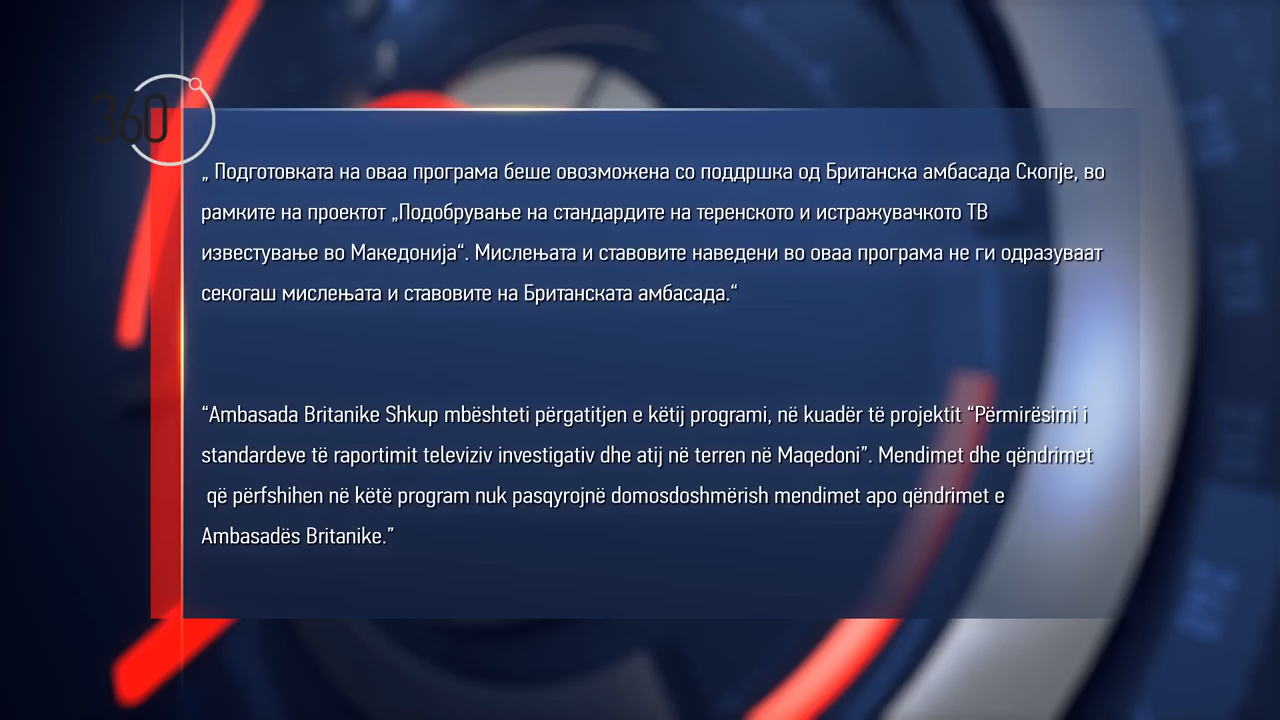 360
„ Подготовката на оваа програма беше овозможена со поддршка од Британска амбасада Скопје, во
рамките на проектот „Подобрување на стандардите на теренското и истражувачкото ТВ
известување во Македонија“. Мислењата и ставовите наведени во оваа програма не ги одразуваат
секогаш мислењата и ставовите на Британската амбасада.“
“Ambasada Britanike Shkup mbështeti përgatitjen e këtij programi, në kuadër të projektit “Përmirësimi i
standardeve të raportimit televiziv investigativ dhe atij në terren në Maqedoni”. Mendimet dhe qëndrimet
që përfshihen në këtë program nuk pasqyrojnë domosdoshmërish mendimet apo qëndrimet e
Ambasadës Britanike.”